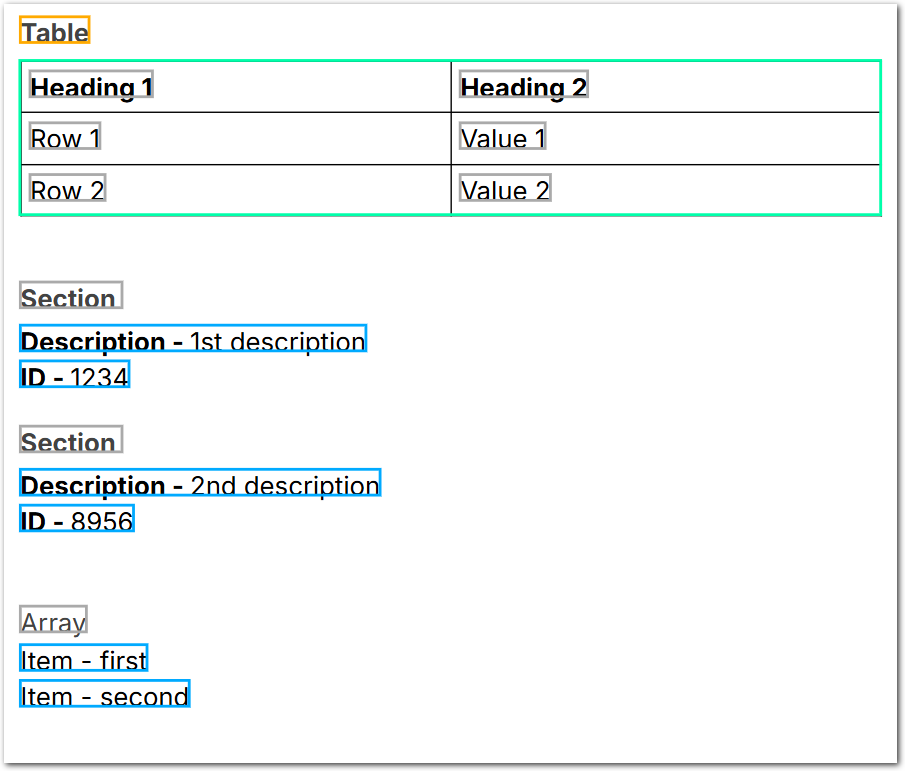 Table
Heading 1 Heading 2
Row 1 Value 1
Row 2 Value 2
Section
Description - 1st description
ID - 1234
Section
Description - 2nd description
ID - 8956
Array
Item - first
Item - second